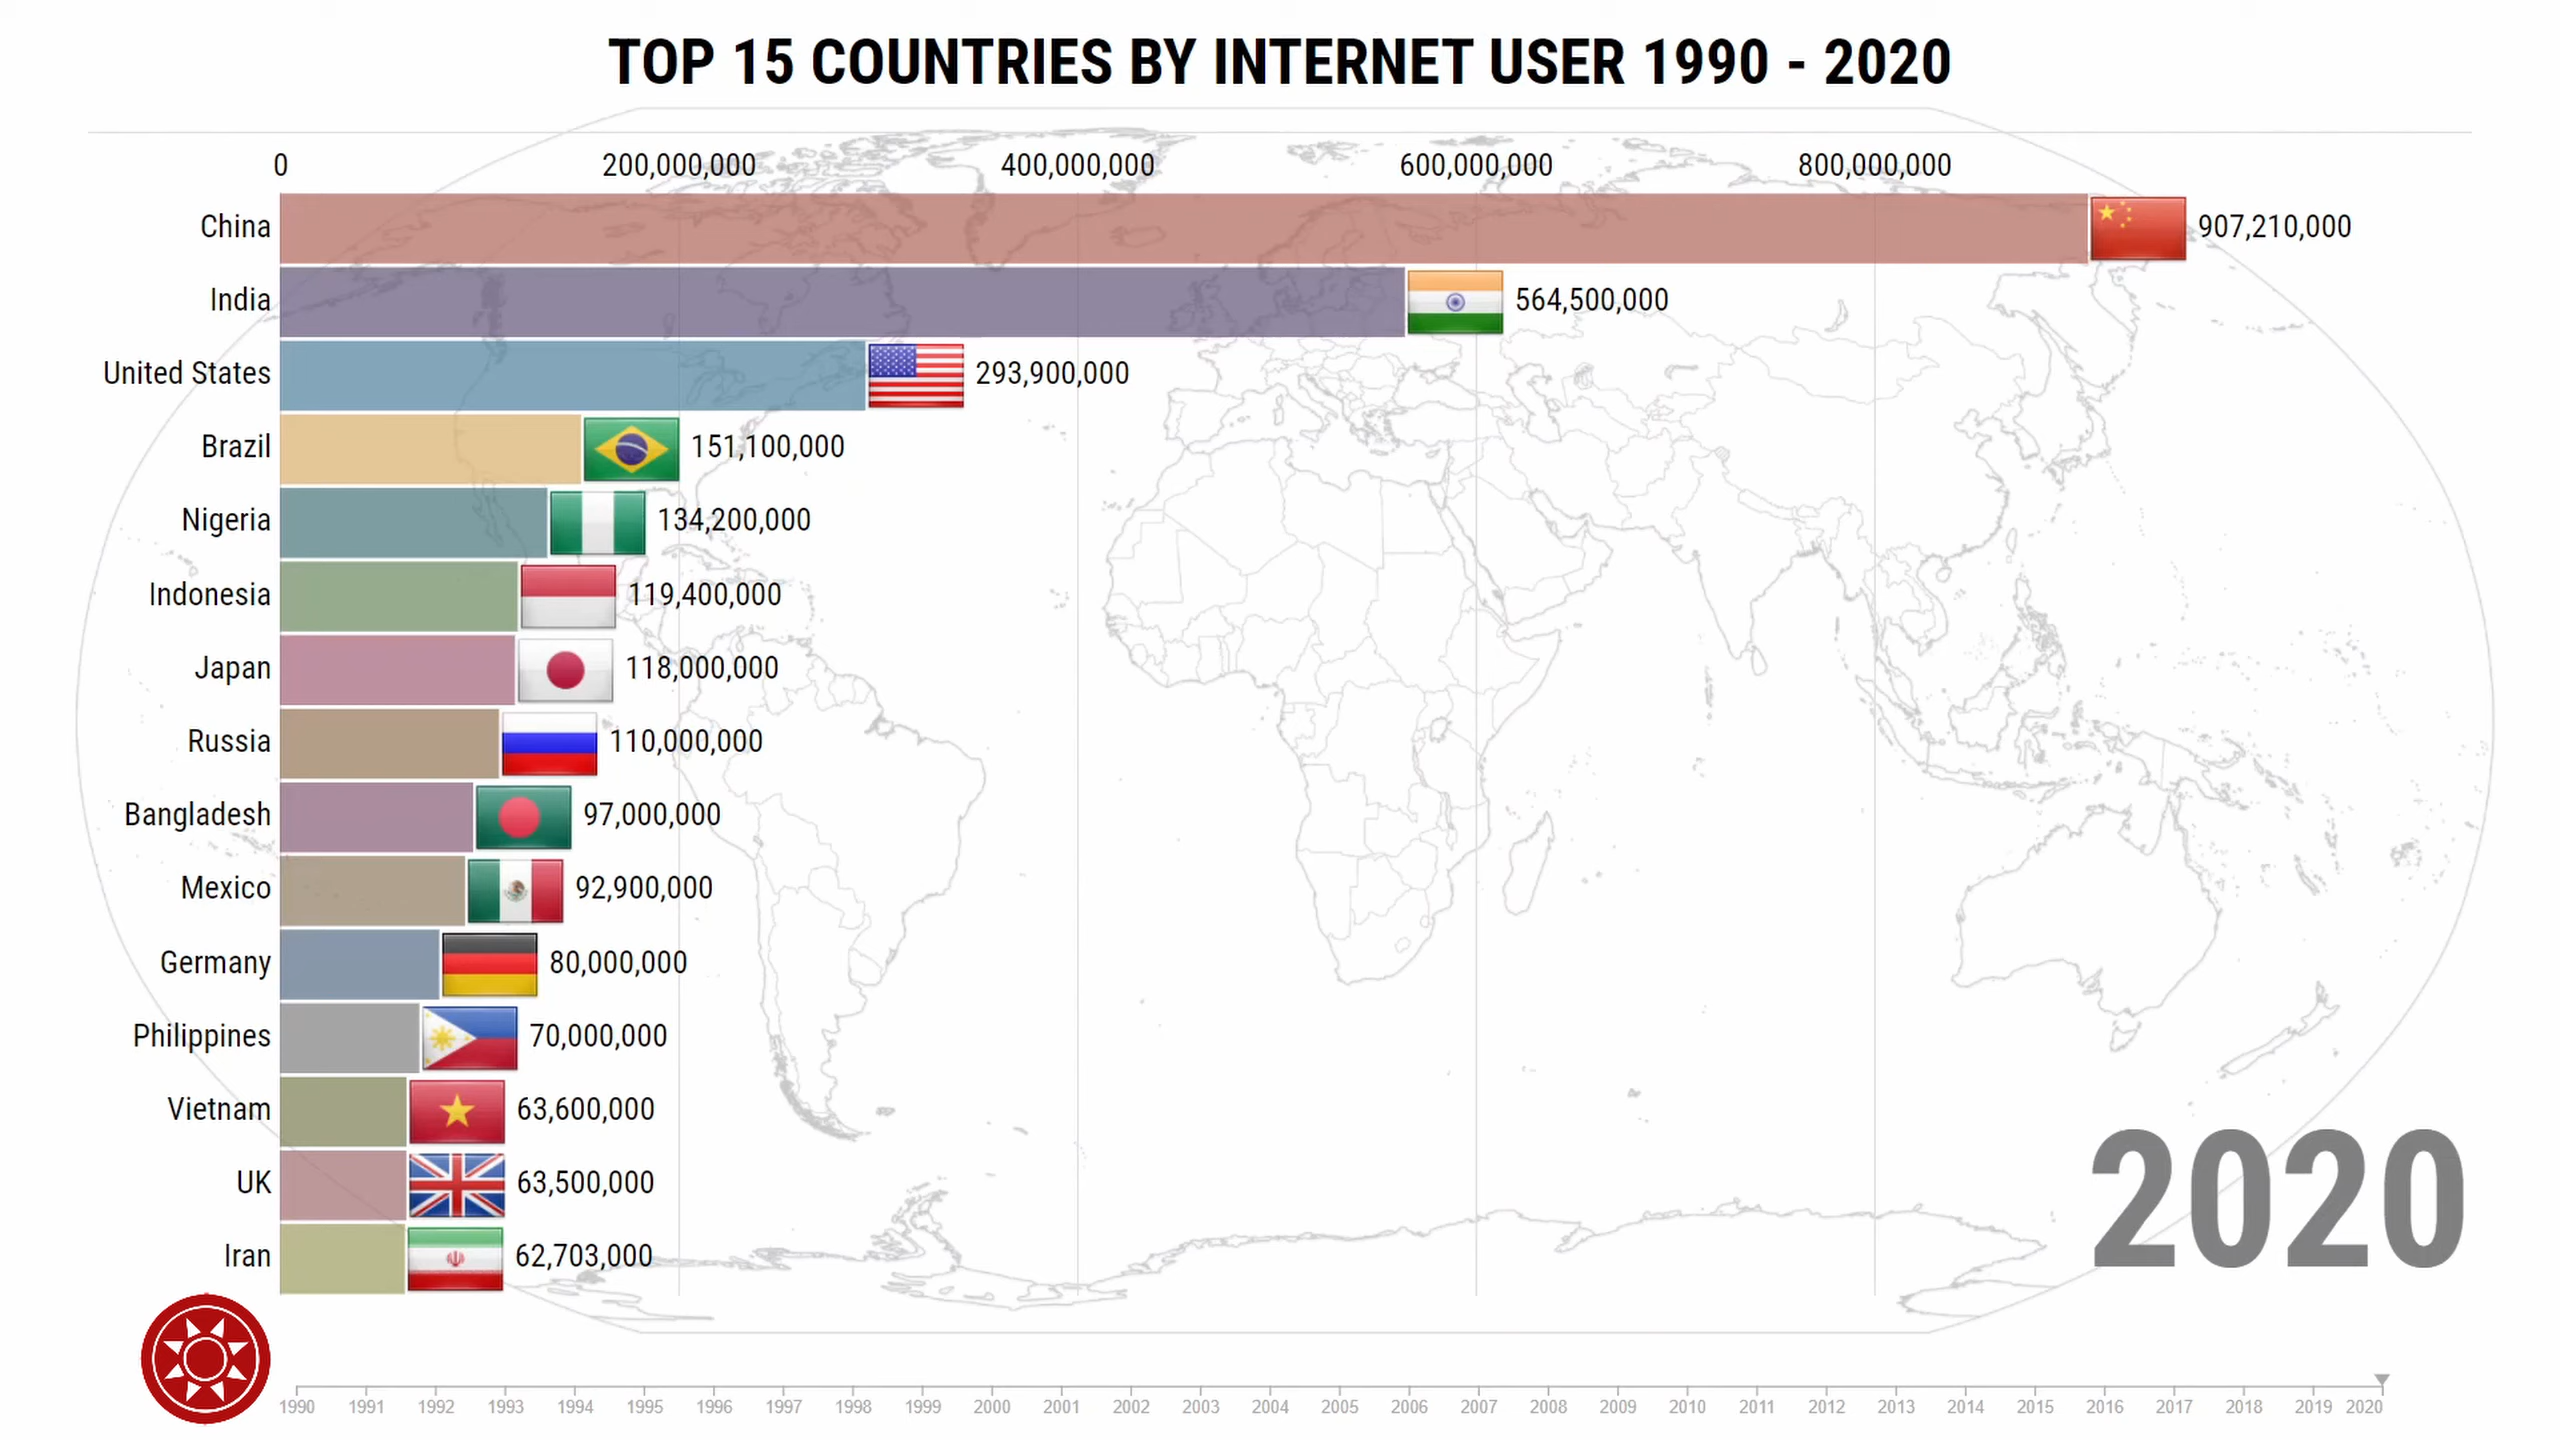 TOP 15 COUNTRIES BY INTERNET USER 1990 - 2020
0 200,000,000 400,000,000 600,000,000 800,000,000
China 907,210,000
India 564,500,000
United States 293,900,000
Brazil 151,100,000
Nigeria 134,200,000
Indonesia 119,400,000
Japan 118,000,000
Russia 110,000,000
Bangladesh 97,000,000
Mexico 92,900,000
Germany 80,000,000
Philippines 70,000,000
Vietnam 63,600,000
UK 63,500,000
Iran 62,703,000
2020
1990 1991 1992 1993 1994 1995 1996 1997 1998 1999 2000 2001 2002 2003 2004 2005 2006 2007 2008 2009 2010 2011 2012 2013 2014 2015 2016 2017 2018 2019 2020